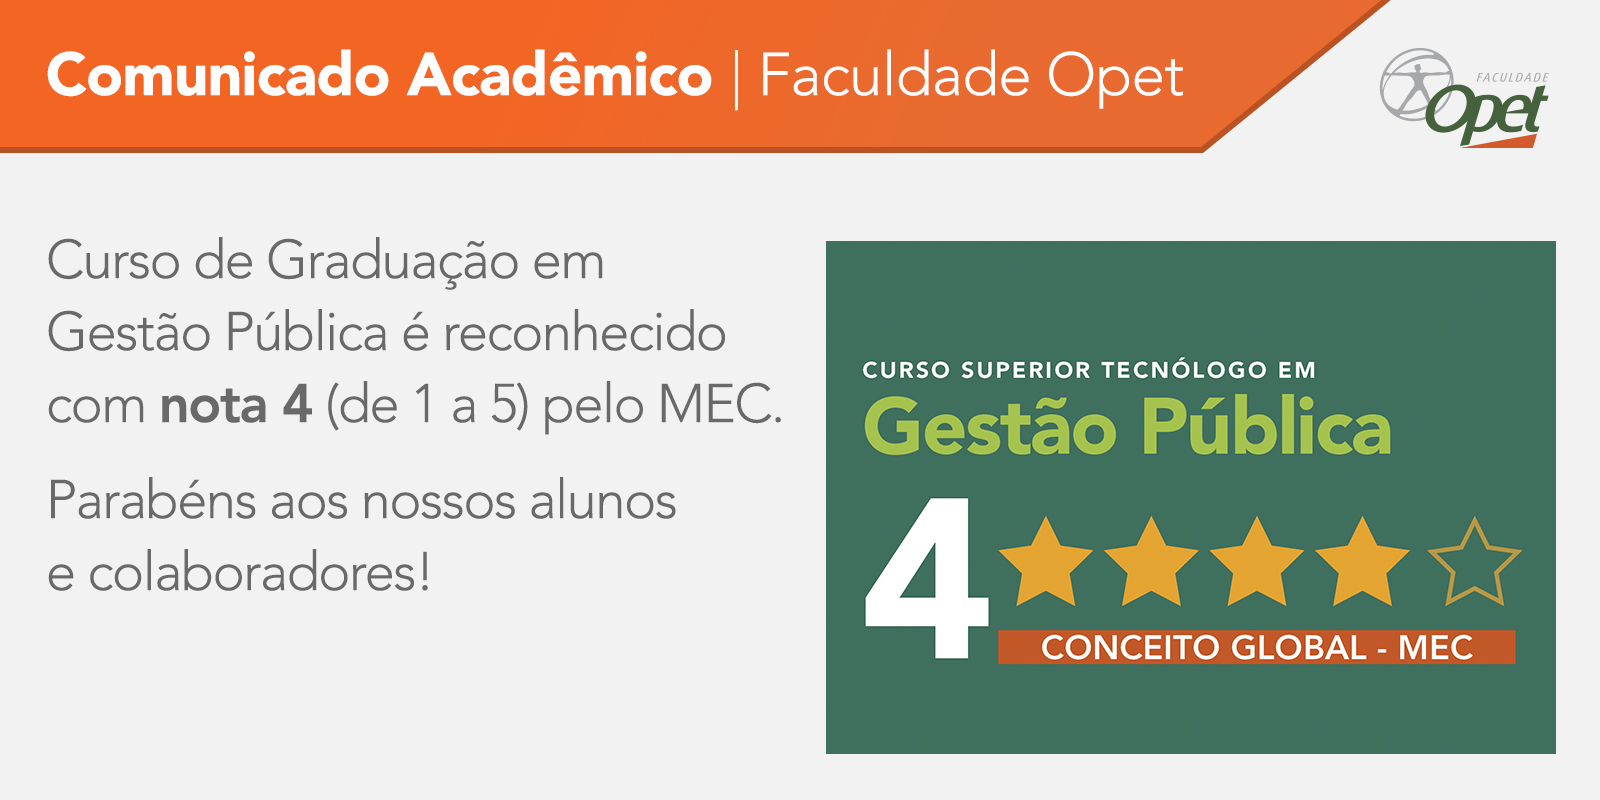 Comunicado Acadêmico | Faculdade Opet
FACULDADE
Opet
Curso de Graduação em
Gestão Pública é reconhecido
com nota 4 (de 1 a 5) pelo MEC.
Parabéns aos nossos alunos
e colaboradores!
CURSO SUPERIOR TECNÓLOGO EM
Gestão Pública
4
CONCEITO GLOBAL - MEC